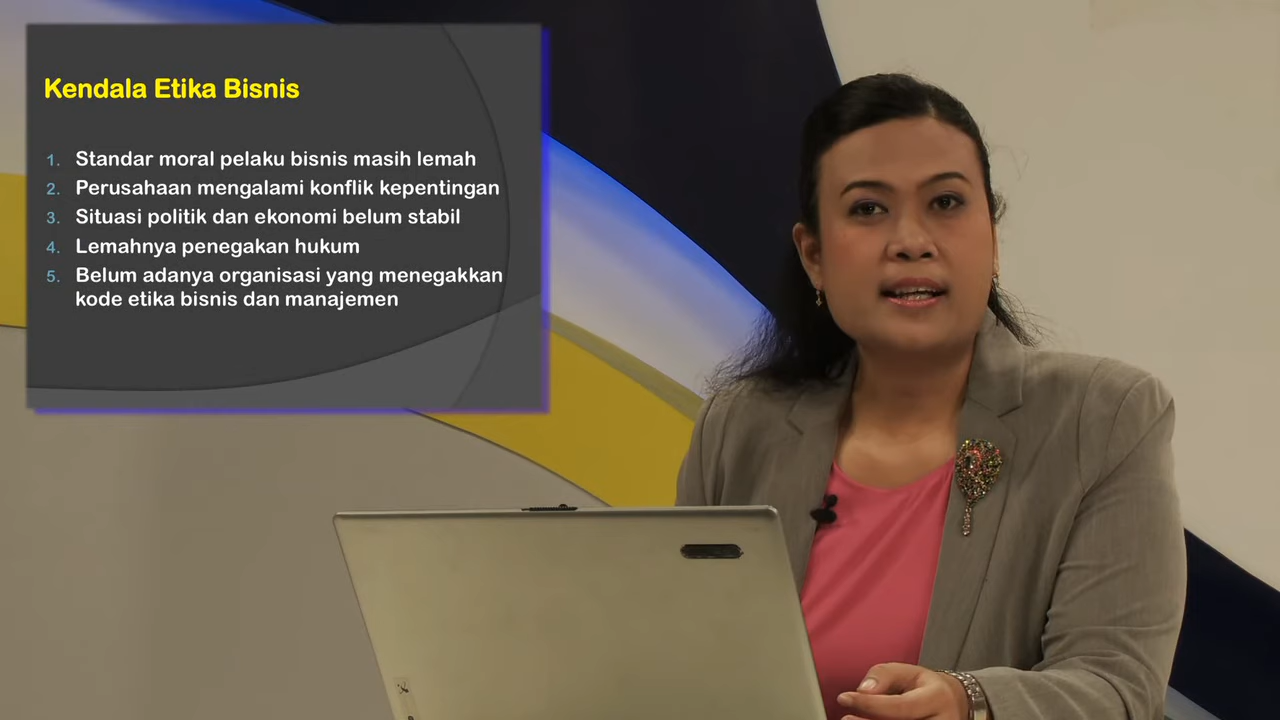 Kendala Etika Bisnis
1. Standar moral pelaku bisnis masih lemah
2. Perusahaan mengalami konflik kepentingan
3. Situasi politik dan ekonomi belum stabil
4. Lemahnya penegakan hukum
5. Belum adanya organisasi yang menegakkan
kode etika bisnis dan manajemen